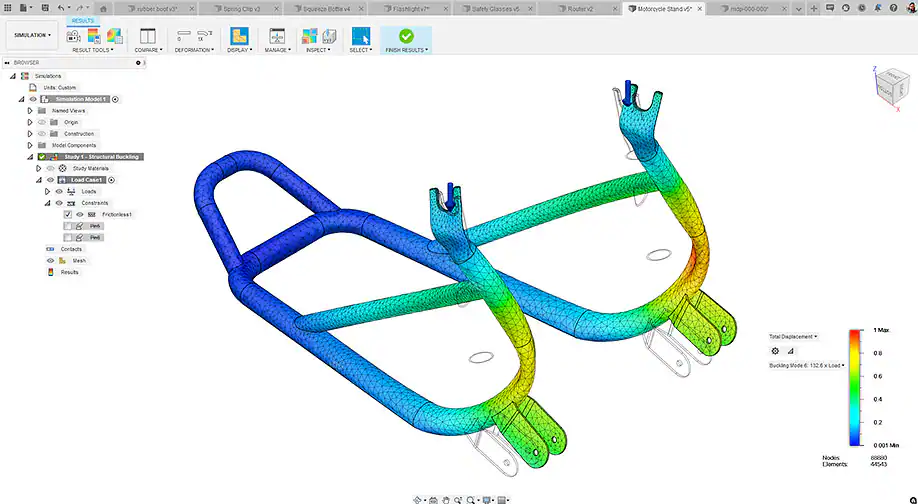 rubber boot v3*
Spring Clip v3
Squeeze Bottle v4
Flashlight v7*
Safety Glasses v5
Router v2
Motorcycle Stand v5*
mdp-000-000*
RESULTS
SIMULATION
RESULT TOOLS
COMPARE
DEFORMATION
DISPLAY
MANAGE
INSPECT
SELECT
FINISH RESULTS
BROWSER
Simulations
Units: Custom
Simulation Model 1
Named Views
Origin
Construction
Model Components
Study 1 - Structural Buckling
Study Materials
Load Case1
Loads
Constraints
Frictionless1
Contacts
Mesh
Results
Z
X
Total Displacement
Buckling Mode 6: 132.6 x Load
1 Max.
0.8
0.6
0.4
0.2
0.001 Min
Nodes: 88880
Elements: 44543